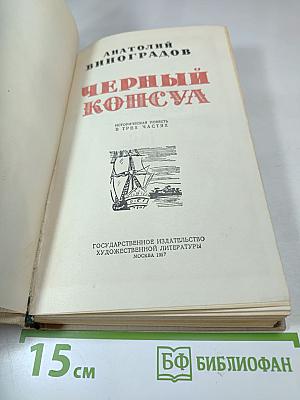 АНАТОЛИЙ
ВИНОГРАДОВ
ЧЕРНЫЙ
КОНСУЛ
ИСТОРИЧЕСКАЯ ПОВЕСТЬ
В ТРЕХ ЧАСТЯХ
ГОСУДАРСТВЕННОЕ ИЗДАТЕЛЬСТВО
ХУДОЖЕСТВЕННОЙ ЛИТЕРАТУРЫ
МОСКВА 1957
15 см
БФ БИБЛИОФАН